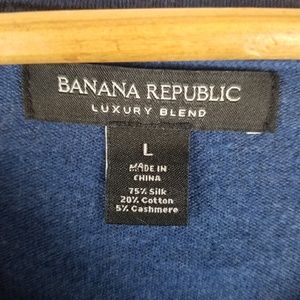 BANANA REPUBLIC
LUXURY BLEND
L
MADE IN
CHINA
75% Silk
20% Cotton
5% Cashmere